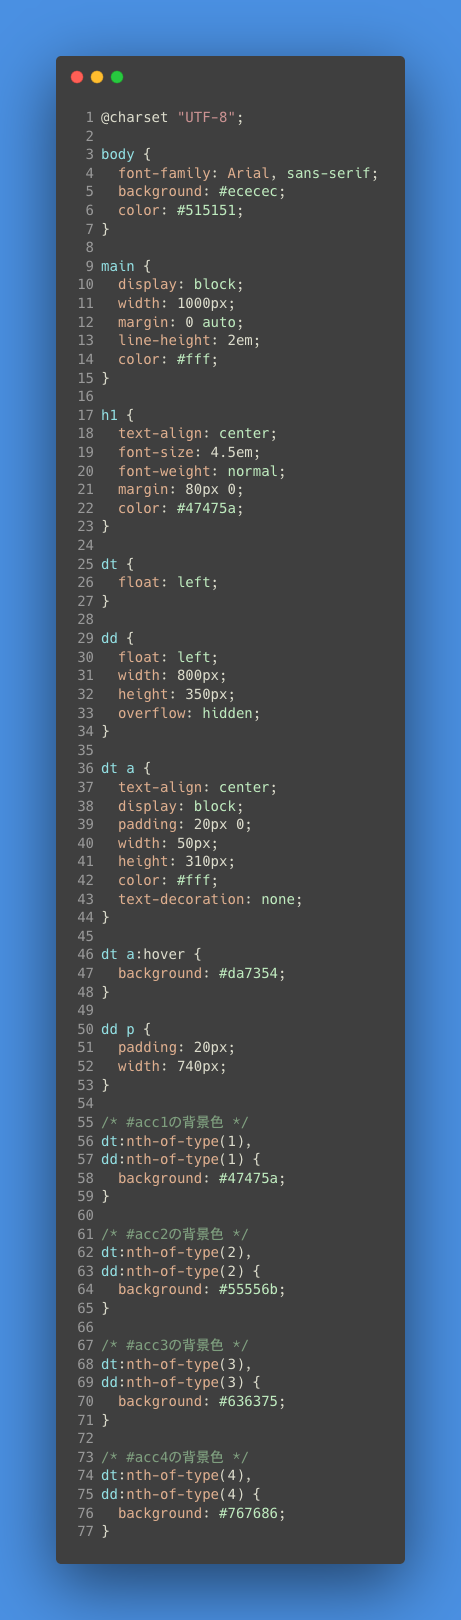 1 @charset "UTF-8";
2
3 body {
4   font-family: Arial, sans-serif;
5   background: #ececec;
6   color: #515151;
7 }
8
9 main {
10   display: block;
11   width: 1000px;
12   margin: 0 auto;
13   line-height: 2em;
14   color: #fff;
15 }
16
17 h1 {
18   text-align: center;
19   font-size: 4.5em;
20   font-weight: normal;
21   margin: 80px 0;
22   color: #47475a;
23 }
24
25 dt {
26   float: left;
27 }
28
29 dd {
30   float: left;
31   width: 800px;
32   height: 350px;
33   overflow: hidden;
34 }
35
36 dt a {
37   text-align: center;
38   display: block;
39   padding: 20px 0;
40   width: 50px;
41   height: 310px;
42   color: #fff;
43   text-decoration: none;
44 }
45
46 dt a:hover {
47   background: #da7354;
48 }
49
50 dd p {
51   padding: 20px;
52   width: 740px;
53 }
54
55 /* #acc1の背景色 */
56 dt:nth-of-type(1),
57 dd:nth-of-type(1) {
58   background: #47475a;
59 }
60
61 /* #acc2の背景色 */
62 dt:nth-of-type(2),
63 dd:nth-of-type(2) {
64   background: #55556b;
65 }
66
67 /* #acc3の背景色 */
68 dt:nth-of-type(3),
69 dd:nth-of-type(3) {
70   background: #636375;
71 }
72
73 /* #acc4の背景色 */
74 dt:nth-of-type(4),
75 dd:nth-of-type(4) {
76   background: #767686;
77 }